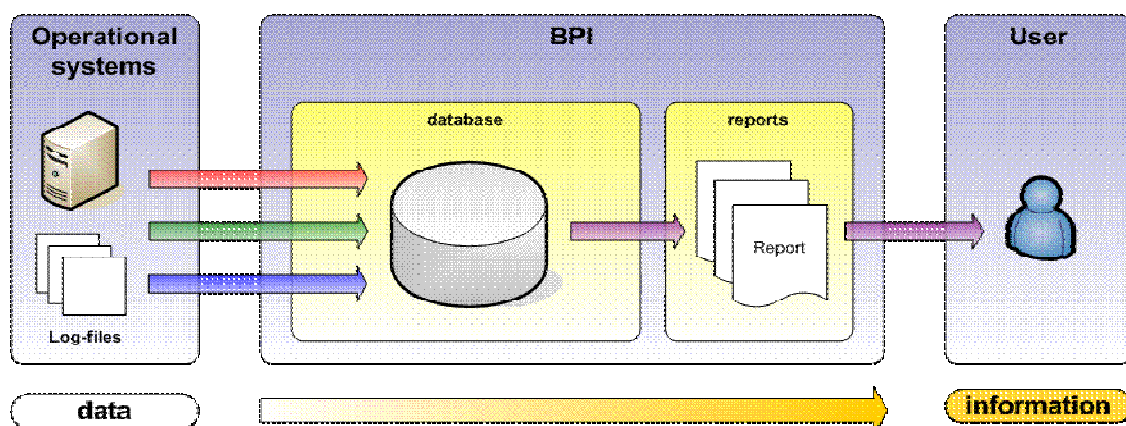 Operational
systems
BPI
User
database
reports
Report
Log-files
data
information